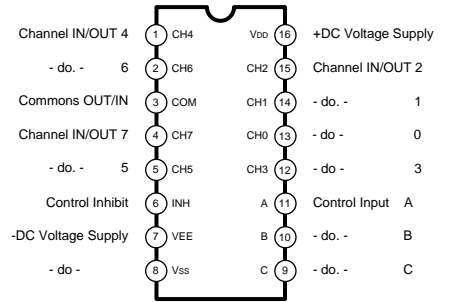 Channel IN/OUT 4 1 CH4 VDD 16 +DC Voltage Supply
- do. - 6 2 CH6 CH2 15 Channel IN/OUT 2
Commons OUT/IN 3 COM CH1 14 - do. - 1
Channel IN/OUT 7 4 CH7 CH0 13 - do - 0
- do. - 5 5 CH5 CH3 12 - do - 3
Control Inhibit 6 INH A 11 Control Input A
-DC Voltage Supply 7 VEE B 10 - do. - B
- do - 8 Vss C 9 - do. - C